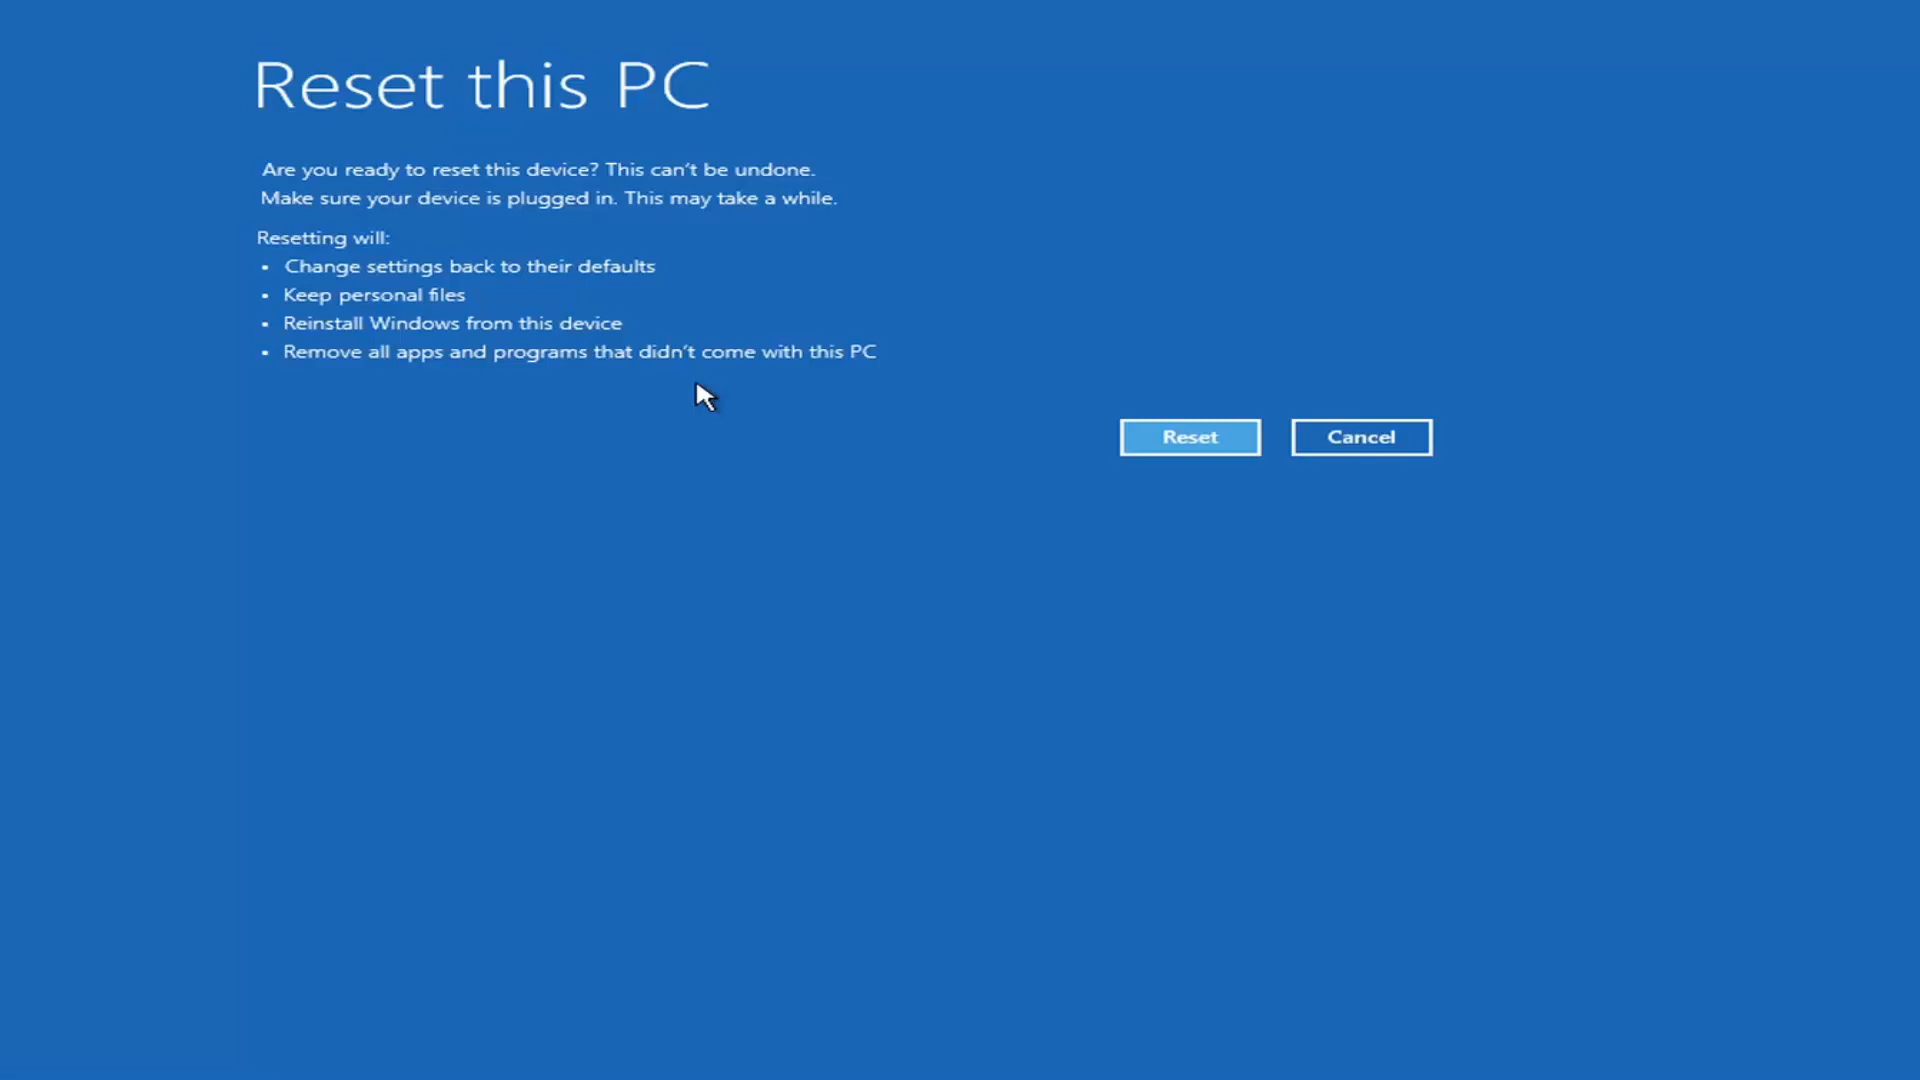 Reset this PC
Are you ready to reset this device? This can't be undone.
Make sure your device is plugged in. This may take a while.
Resetting will:
• Change settings back to their defaults
• Keep personal files
• Reinstall Windows from this device
• Remove all apps and programs that didn't come with this PC
Reset Cancel